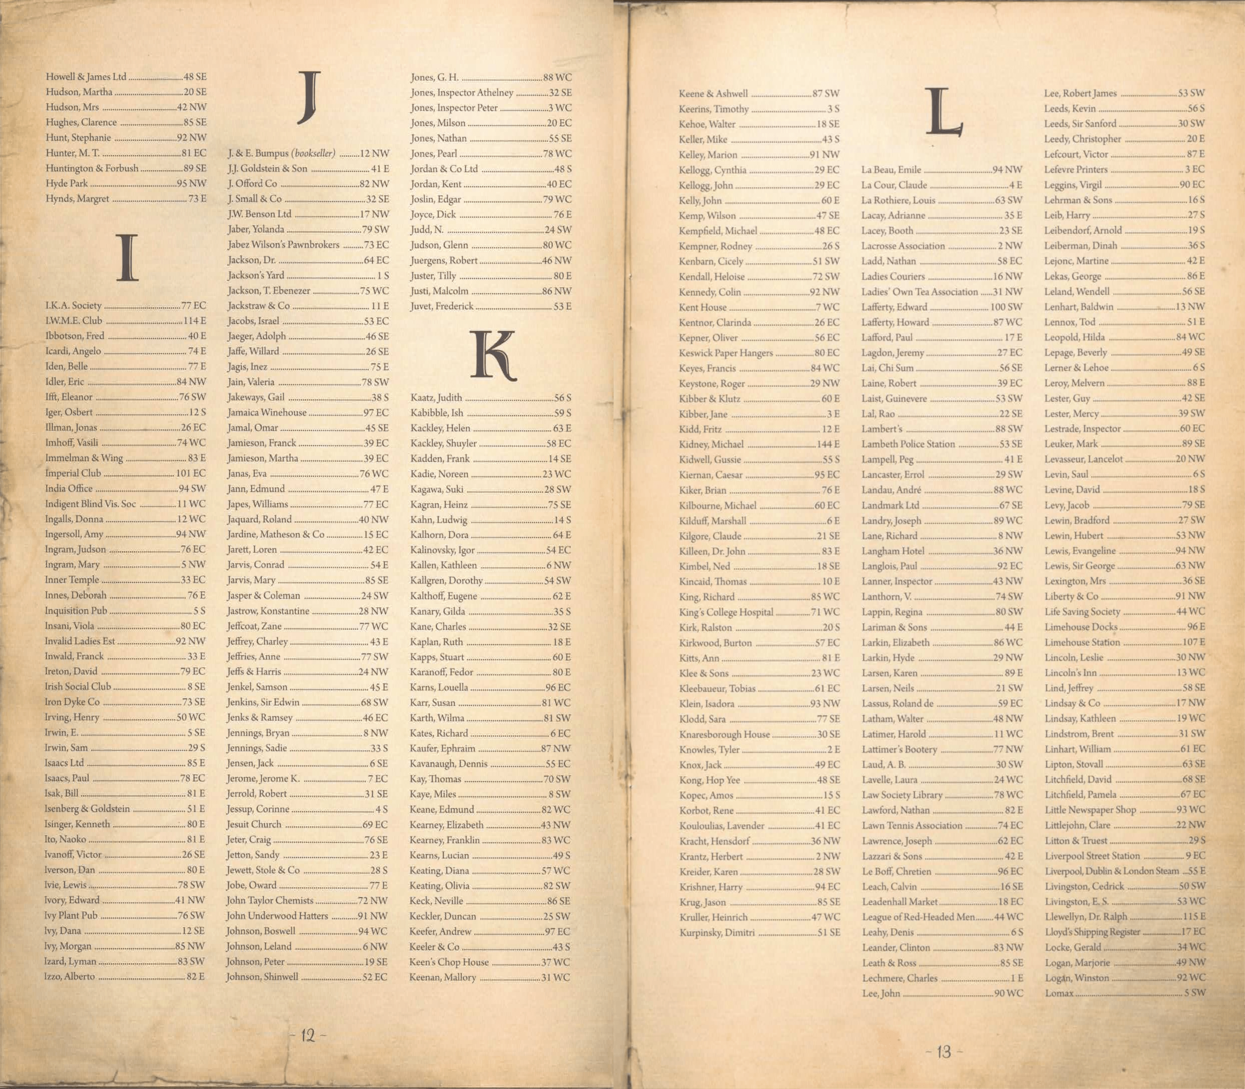 Howell & James Ltd 48 SE
Hudson, Martha 20 SE
Hudson, Mrs 42 NW
Hughes, Clarence 85 SE
Hunt, Stephanie 92 NW
Hunter, M. T. 81 EC
Huntington & Forbush 89 SE
Hyde Park 95 NW
Hynds, Margret 73 E
I
I.K.A. Society 77 EC
I.W.M.E. Club 114 E
Ibbotson, Fred 40 E
Icardi, Angelo 74 E
Iden, Belle 77 E
Idler, Eric 84 NW
Ifft, Eleanor 76 SW
Iger, Osbert 12 S
Illman, Jonas 26 EC
Imhoff, Vasili 74 WC
Immelman & Wing 83 E
Imperial Club 101 EC
India Office 94 SW
Indigent Blind Vis. Soc 11 WC
Ingalls, Donna 12 WC
Ingersoll, Amy 94 NW
Ingram, Judson 76 EC
Ingram, Mary 5 NW
Inner Temple 33 EC
Innes, Deborah 76 E
Inquisition Pub 5 S
Insani, Viola 80 EC
Invalid Ladies Est 92 NW
Inwald, Franck 33 E
Ireton, David 79 EC
Irish Social Club 8 SE
Iron Dyke Co 73 SE
Irving, Henry 50 WC
Irwin, E. 5 SE
Irwin, Sam 29 S
Isaacs Ltd 85 E
Isaacs, Paul 78 EC
Isak, Bill 81 E
Isenberg & Goldstein 51 E
Isinger, Kenneth 80 E
Ito, Naoko 81 E
Ivanoff, Victor 26 SE
Iverson, Dan 80 E
Ivie, Lewis 78 SW
Ivory, Edward 41 NW
Ivy Plant Pub 76 SW
Ivy, Dana 12 SE
Ivy, Morgan 85 NW
Izard, Lyman 83 SW
Izzo, Alberto 82 E
J
J. & E. Bumpus (bookseller) 12 NW
J.J. Goldstein & Son 41 E
J. Offord Co 82 NW
J. Small & Co 32 SE
J.W. Benson Ltd 17 NW
Jaber, Yolanda 79 SW
Jabez Wilson's Pawnbrokers 73 EC
Jackson, Dr. 64 EC
Jackson's Yard 1 S
Jackson, T. Ebenezer 75 WC
Jackstraw & Co 11 E
Jacobs, Israel 53 EC
Jaeger, Adolph 46 SE
Jaffe, Willard 26 SE
Jagis, Inez 75 E
Jain, Valeria 78 SW
Jakeways, Gail 38 S
Jamaica Winehouse 97 EC
Jamal, Omar 45 SE
Jamieson, Franck 39 EC
Jamieson, Martha 39 EC
Janas, Eva 76 WC
Jann, Edmund 47 E
Japes, Williams 77 EC
Jaquard, Roland 40 NW
Jardine, Matheson & Co 15 EC
Jarett, Loren 42 EC
Jarvis, Conrad 54 E
Jarvis, Mary 85 SE
Jasper & Coleman 24 SW
Jastrow, Konstantine 28 NW
Jeffcoat, Zane 77 WC
Jeffrey, Charley 43 E
Jeffries, Anne 77 SW
Jeffs & Harris 24 NW
Jenkel, Samson 45 E
Jenkins, Sir Edwin 68 SW
Jenks & Ramsey 46 EC
Jennings, Bryan 8 NW
Jennings, Sadie 33 S
Jensen, Jack 6 SE
Jerome, Jerome K. 7 EC
Jerrold, Robert 31 SE
Jessup, Corinne 4 S
Jesuit Church 69 EC
Jeter, Craig 76 SE
Jetton, Sandy 23 E
Jewett, Stole & Co 28 S
Jobe, Oward 77 E
John Taylor Chemists 72 NW
John Underwood Hatters 91 NW
Johnson, Boswell 94 WC
Johnson, Leland 6 NW
Johnson, Peter 19 SE
Johnson, Shinwell 52 EC
Jones, G. H. 88 WC
Jones, Inspector Athelney 32 SE
Jones, Inspector Peter 3 WC
Jones, Milson 20 EC
Jones, Nathan 55 SE
Jones, Pearl 78 WC
Jordan & Co Ltd 48 S
Jordan, Kent 40 EC
Joslin, Edgar 79 WC
Joyce, Dick 76 E
Judd, N. 24 SW
Judson, Glenn 80 WC
Juergens, Robert 46 NW
Juster, Tilly 80 E
Justi, Malcolm 86 NW
Juvet, Frederick 53 E
K
Kaatz, Judith 56 S
Kabibble, Ish 59 S
Kackley, Helen 63 E
Kackley, Shuyler 58 EC
Kadden, Frank 14 SE
Kadie, Noreen 23 WC
Kagawa, Suki 28 SW
Kagran, Heinz 75 SE
Kahn, Ludwig 14 S
Kalhorn, Dora 64 E
Kalinovsky, Igor 54 EC
Kallen, Kathleen 6 NW
Kallgren, Dorothy 54 SW
Kalthoff, Eugene 62 E
Kanary, Gilda 35 S
Kane, Charles 32 SE
Kaplan, Ruth 18 E
Kapps, Stuart 60 E
Karanoff, Fedor 80 E
Karns, Louella 96 EC
Karr, Susan 81 WC
Karth, Wilma 81 SW
Kates, Richard 6 EC
Kaufer, Ephraim 87 NW
Kavanaugh, Dennis 55 EC
Kay, Thomas 70 SW
Kaye, Miles 8 SW
Keane, Edmund 82 WC
Kearney, Elizabeth 43 NW
Kearney, Franklin 83 WC
Kearns, Lucian 49 S
Keating, Diana 57 WC
Keating, Olivia 82 SW
Keck, Neville 86 SE
Keckler, Duncan 25 SW
Keefer, Andrew 97 EC
Keeler & Co 43 S
Keen's Chop House 37 WC
Keenan, Mallory 31 WC
- 12 -
Keene & Ashwell 87 SW
Keerins, Timothy 3 S
Kehoe, Walter 18 SE
Keller, Mike 43 S
Kelley, Marion 91 NW
Kellogg, Cynthia 29 EC
Kellogg, John 29 EC
Kelly, John 60 E
Kemp, Wilson 47 SE
Kempfield, Michael 48 EC
Kempner, Rodney 26 S
Kenbarn, Cicely 51 SW
Kendall, Heloise 72 SW
Kennedy, Colin 92 NW
Kent House 7 WC
Kentnor, Clarinda 26 EC
Kepner, Oliver 56 EC
Keswick Paper Hangers 80 EC
Keyes, Francis 84 WC
Keystone, Roger 29 NW
Kibber & Klutz 60 E
Kibber, Jane 3 E
Kidd, Fritz 12 E
Kidney, Michael 144 E
Kidwell, Gussie 55 S
Kiernan, Caesar 95 EC
Kiker, Brian 76 E
Kilbourne, Michael 60 EC
Kilduff, Marshall 6 E
Kilgore, Claude 21 SE
Killeen, Dr. John 83 E
Kimbel, Ned 18 SE
Kincaid, Thomas 10 E
King, Richard 85 WC
King's College Hospital 71 WC
Kirk, Ralston 20 S
Kirkwood, Burton 57 EC
Kitts, Ann 81 E
Klee & Sons 23 WC
Kleebaueur, Tobias 61 EC
Klein, Isadora 93 NW
Klodd, Sara 77 SE
Knaresborough House 30 SE
Knowles, Tyler 2 E
Knox, Jack 49 EC
Kong, Hop Yee 48 SE
Kopec, Amos 15 S
Korbot, Rene 41 EC
Kouloulias, Lavender 41 EC
Kracht, Hensdorf 36 NW
Krantz, Herbert 2 NW
Kreider, Karen 28 SW
Krishner, Harry 94 EC
Krug, Jason 85 SE
Kruller, Heinrich 47 WC
Kurpinsky, Dimitri 51 SE
L
La Beau, Emile 94 NW
La Cour, Claude 4 E
La Rothiere, Louis 63 SW
Lacay, Adrianne 35 E
Lacey, Booth 23 SE
Lacrosse Association 2 NW
Ladd, Nathan 58 EC
Ladies Couriers 16 NW
Ladies' Own Tea Association 31 NW
Lafferty, Edward 100 SW
Lafferty, Howard 87 WC
Lafford, Paul 17 E
Lagdon, Jeremy 27 EC
Lai, Chi Sum 56 SE
Laine, Robert 39 EC
Laist, Guinevere 53 SW
Lal, Rao 22 SE
Lambert's 88 SW
Lambeth Police Station 53 SE
Lampell, Peg 41 E
Lancaster, Errol 29 SW
Landau, André 88 WC
Landmark Ltd 67 SE
Landry, Joseph 89 WC
Lane, Richard 8 NW
Langham Hotel 36 NW
Langlois, Paul 92 EC
Lanner, Inspector 43 NW
Lanthorn, V. 74 SW
Lappin, Regina 80 SW
Lariman & Sons 44 E
Larkin, Elizabeth 86 WC
Larkin, Hyde 29 NW
Larsen, Karen 89 E
Larsen, Neils 21 SW
Lassus, Roland de 59 EC
Latham, Walter 48 NW
Latimer, Harold 11 WC
Lattimer's Bootery 77 NW
Laud, A. B. 30 SW
Lavelle, Laura 24 WC
Law Society Library 78 WC
Lawford, Nathan 82 E
Lawn Tennis Association 74 EC
Lawrence, Joseph 62 EC
Lazzari & Sons 42 E
Le Boff, Chretien 96 EC
Leach, Calvin 16 SE
Leadenhall Market 18 EC
League of Red-Headed Men 44 WC
Leahy, Denis 6 S
Leander, Clinton 83 NW
Leath & Ross 85 SE
Lechmere, Charles 1 E
Lee, John 90 WC
Lee, Robert James 53 SW
Leeds, Kevin 56 S
Leeds, Sir Sanford 30 SW
Leedy, Christopher 20 E
Lefcourt, Victor 87 E
Lefevre Printers 3 EC
Leggins, Virgil 90 EC
Lehrman & Sons 16 S
Leib, Harry 27 S
Leibendorf, Arnold 19 S
Leiberman, Dinah 36 S
Lejonc, Martine 42 E
Lekas, George 86 E
Leland, Wendell 56 SE
Lenhart, Baldwin 13 NW
Lennox, Tod 51 E
Leopold, Hilda 84 WC
Lepage, Beverly 49 SE
Lerner & Lehoe 6 S
Leroy, Melvern 88 E
Lester, Guy 42 SE
Lester, Mercy 39 SW
Lestrade, Inspector 60 EC
Leuker, Mark 89 SE
Levasseur, Lancelot 20 NW
Levin, Saul 6 S
Levine, David 18 S
Levy, Jacob 79 SE
Lewin, Bradford 27 SW
Lewin, Hubert 53 NW
Lewis, Evangeline 94 NW
Lewis, Sir George 63 NW
Lexington, Mrs 36 SE
Liberty & Co 91 NW
Life Saving Society 44 WC
Limehouse Docks 96 E
Limehouse Station 107 E
Lincoln, Leslie 30 NW
Lincoln's Inn 13 WC
Lind, Jeffrey 58 SE
Lindsay & Co 17 NW
Lindsay, Kathleen 19 WC
Lindstrom, Brent 31 SW
Linhart, William 61 EC
Lipton, Stovall 63 SE
Litchfield, David 68 SE
Litchfield, Pamela 67 EC
Little Newspaper Shop 93 WC
Littlejohn, Clare 22 NW
Litton & Truest 29 S
Liverpool Street Station 9 EC
Liverpool, Dublin & London Steam 55 E
Livingston, Cedrick 50 SW
Livingston, E. S. 53 WC
Llewellyn, Dr. Ralph 115 E
Lloyd's Shipping Register 17 EC
Locke, Gerald 34 WC
Logan, Marjorie 49 NW
Logan, Winston 92 WC
Lomax 5 SW
- 13 -